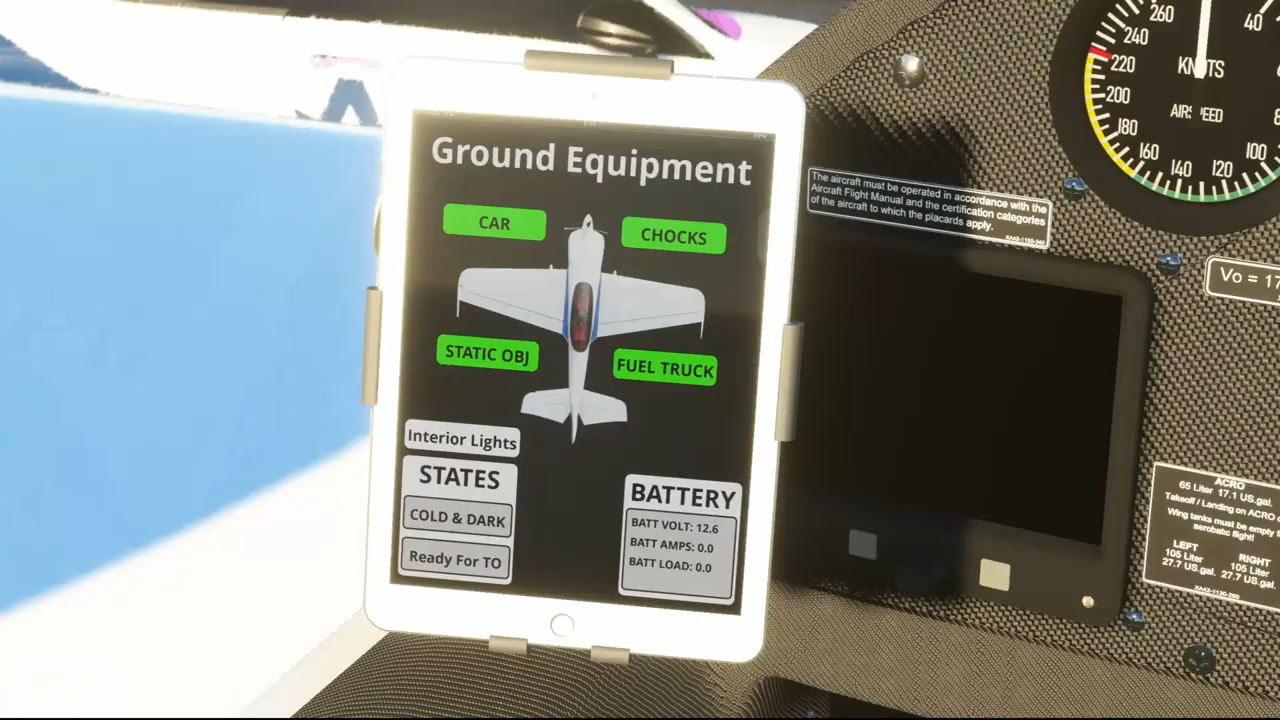 Ground Equipment
CAR
CHOCKS
STATIC OBJ
FUEL TRUCK
Interior Lights
STATES
COLD & DARK
Ready For TO
BATTERY
BATT VOLT: 12.6
BATT AMPS: 0.0
BATT LOAD: 0.0
260
240
220
200
180
160
140
120
100
40
KNOTS
The aircraft must be operated in accordance with the
Aircraft Flight Manual and the certification categories
of the aircraft to which the placards apply.
Vo = 17
ACRO
65 Liter 17.1 US.gal.
Takeoff / Landing on ACRO
Wing tanks must be empty
aerobatic flight!
LEFT
105 Liter
27.7 US.gal.
RIGHT
105 Liter
27.7 US.gal.